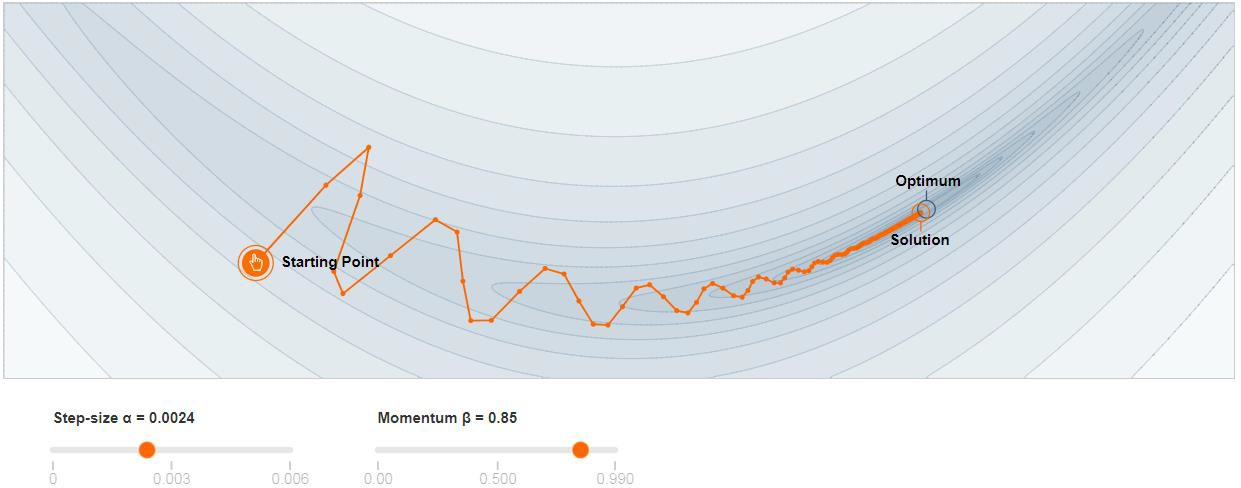 Optimum
Solution
Starting Point
Step-size α = 0.0024
Momentum β = 0.85
0
0.003
0.006
0.00
0.500
0.990